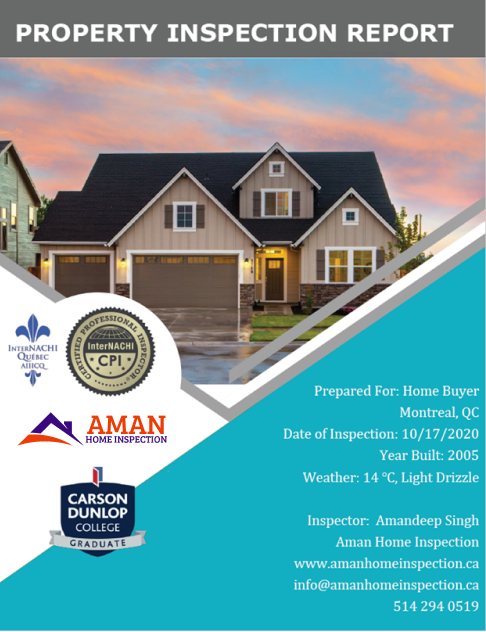 PROPERTY INSPECTION REPORT
INTERNACHI
QUÉBEC
AIIICQ
CERTIFIED PROFESSIONAL INSPECTOR
InterNACHI
CPI
AMAN
HOME INSPECTION
CARSON
DUNLOP
COLLEGE
GRADUATE
Prepared For: Home Buyer
Montreal, QC
Date of Inspection: 10/17/2020
Year Built: 2005
Weather: 14 °C, Light Drizzle
Inspector: Amandeep Singh
Aman Home Inspection
www.amanhomeinspection.ca
info@amanhomeinspection.ca
514 294 0519